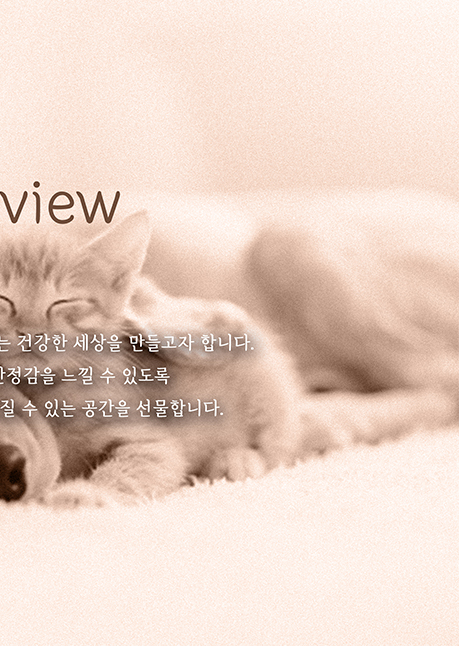 view
는 건강한 세상을 만들고자 합니다.
안정감을 느낄 수 있도록
질 수 있는 공간을 선물합니다.